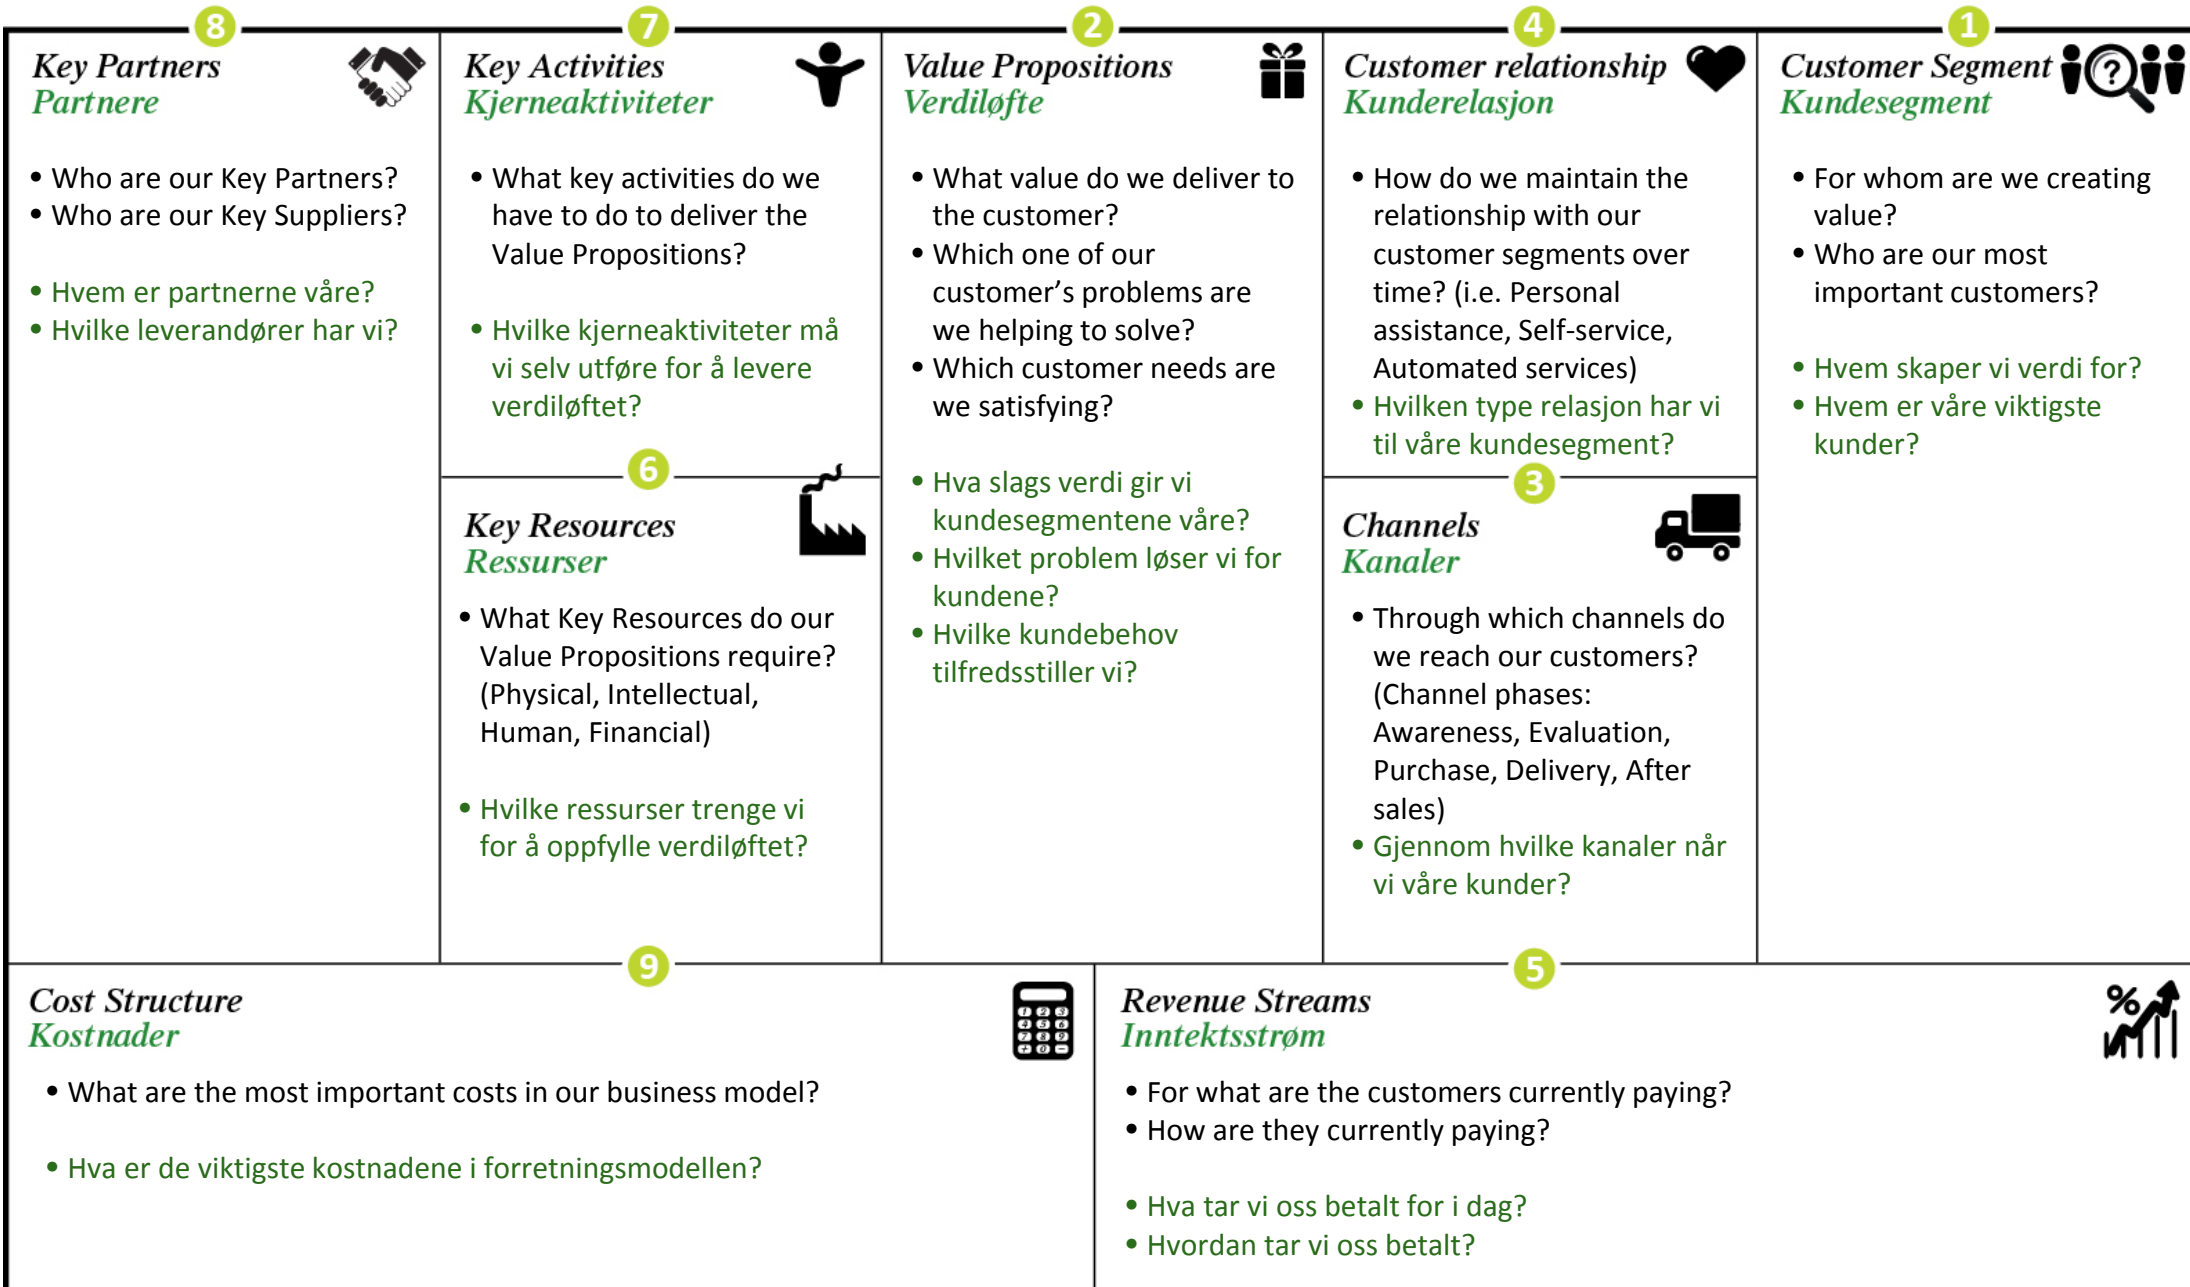 8
Key Partners
Partnere
• Who are our Key Partners?
• Who are our Key Suppliers?
• Hvem er partnerne våre?
• Hvilke leverandører har vi?
7
Key Activities
Kjerneaktiviteter
• What key activities do we
have to do to deliver the
Value Propositions?
• Hvilke kjerneaktiviteter må
vi selv utføre for å levere
verdiløftet?
6
Key Resources
Ressurser
• What Key Resources do our
Value Propositions require?
(Physical, Intellectual,
Human, Financial)
• Hvilke ressurser trenge vi
for å oppfylle verdiløftet?
2
Value Propositions
Verdiløfte
• What value do we deliver to
the customer?
• Which one of our
customer’s problems are
we helping to solve?
• Which customer needs are
we satisfying?
• Hva slags verdi gir vi
kundesegmentene våre?
• Hvilket problem løser vi for
kundene?
• Hvilke kundebehov
tilfredsstiller vi?
4
Customer relationship
Kunderelasjon
• How do we maintain the
relationship with our
customer segments over
time? (i.e. Personal
assistance, Self-service,
Automated services)
• Hvilken type relasjon har vi
til våre kundesegment?
3
Channels
Kanaler
• Through which channels do
we reach our customers?
(Channel phases:
Awareness, Evaluation,
Purchase, Delivery, After
sales)
• Gjennom hvilke kanaler når
vi våre kunder?
1
Customer Segment
?
Kundesegment
• For whom are we creating
value?
• Who are our most
important customers?
• Hvem skaper vi verdi for?
• Hvem er våre viktigste
kunder?
9
Cost Structure
Kostnader
1 2 3
4 5 6
7 8 9
+ 0 −
• What are the most important costs in our business model?
• Hva er de viktigste kostnadene i forretningsmodellen?
5
Revenue Streams
Inntektsstrøm
%
• For what are the customers currently paying?
• How are they currently paying?
• Hva tar vi oss betalt for i dag?
• Hvordan tar vi oss betalt?